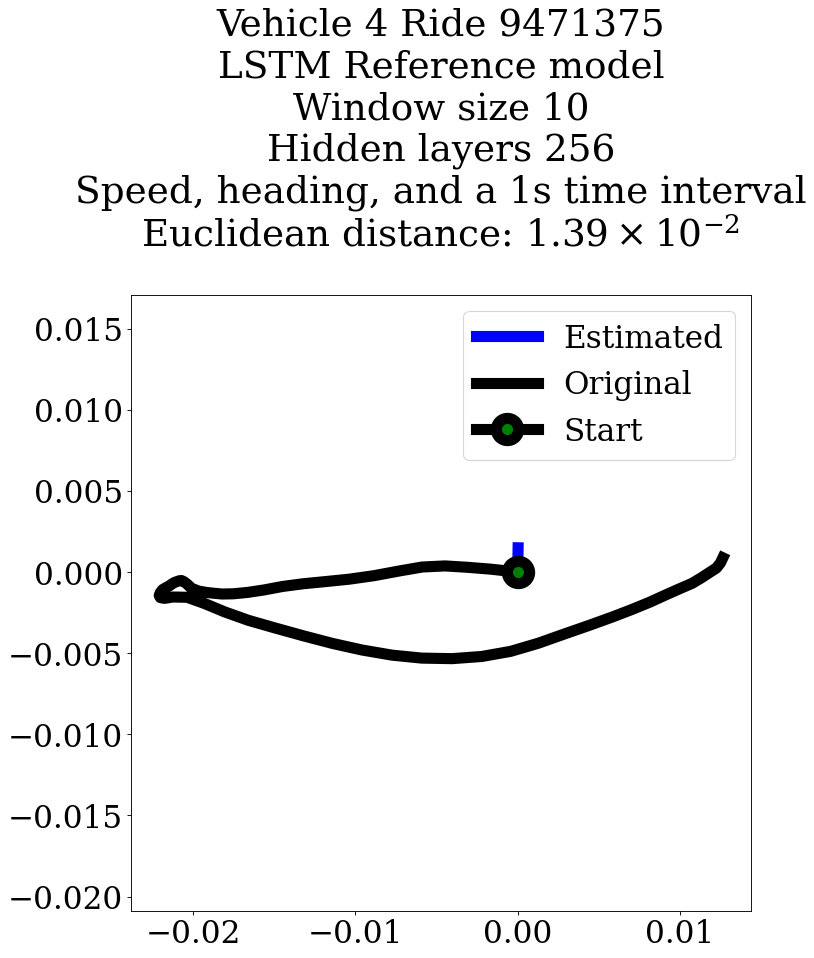 Vehicle 4 Ride 9471375
LSTM Reference model
Window size 10
Hidden layers 256
Speed, heading, and a 1s time interval
Euclidean distance: 1.39 × 10⁻²
Estimated
Original
Start
0.015
0.010
0.005
0.000
−0.005
−0.010
−0.015
−0.020
−0.02 −0.01 0.00 0.01